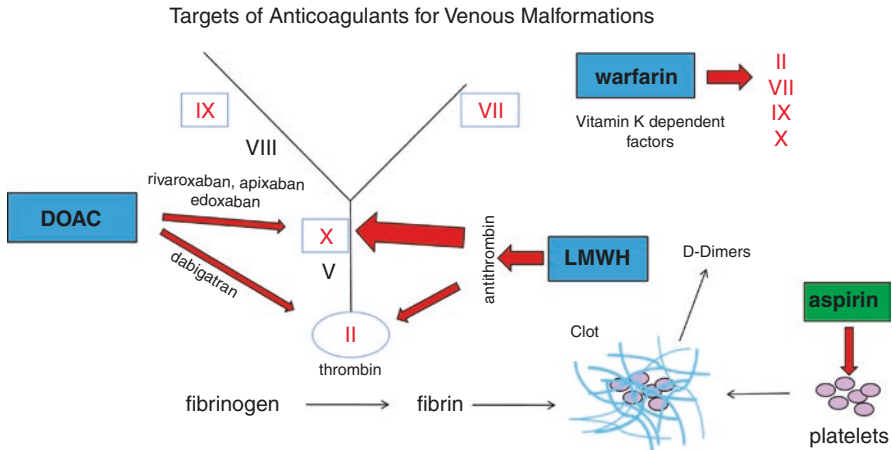 Targets of Anticoagulants for Venous Malformations
IX
VIII
VII
warfarin
Vitamin K dependent
factors
II
VII
IX
X
DOAC
rivaroxaban, apixaban
edoxaban
dabigatran
X
V
II
thrombin
antithrombin
LMWH
D-Dimers
Clot
aspirin
platelets
fibrinogen
fibrin